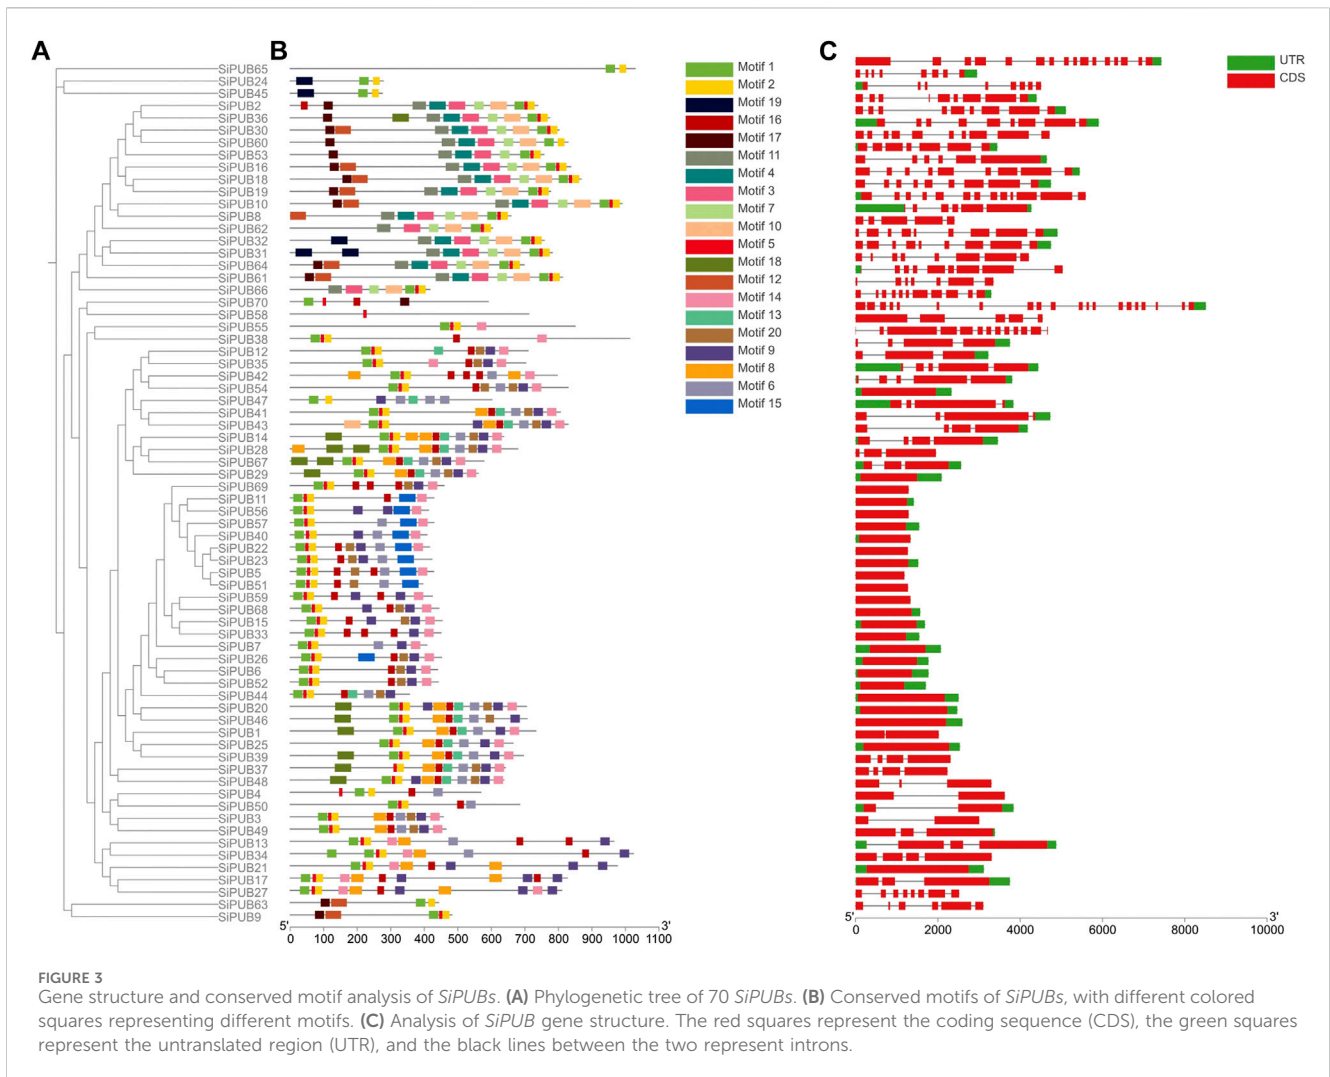 A
B
C
SiPUB65
SiPUB24
SiPUB45
SiPUB2
SiPUB36
SiPUB30
SiPUB60
SiPUB53
SiPUB16
SiPUB18
SiPUB19
SiPUB10
SiPUB8
SiPUB62
SiPUB32
SiPUB31
SiPUB64
SiPUB61
SiPUB66
SiPUB70
SiPUB58
SiPUB55
SiPUB38
SiPUB12
SiPUB35
SiPUB42
SiPUB54
SiPUB47
SiPUB41
SiPUB43
SiPUB14
SiPUB28
SiPUB67
SiPUB29
SiPUB69
SiPUB11
SiPUB56
SiPUB57
SiPUB40
SiPUB22
SiPUB23
SiPUB5
SiPUB51
SiPUB59
SiPUB68
SiPUB15
SiPUB33
SiPUB7
SiPUB26
SiPUB6
SiPUB52
SiPUB44
SiPUB20
SiPUB46
SiPUB1
SiPUB25
SiPUB39
SiPUB37
SiPUB48
SiPUB4
SiPUB50
SiPUB3
SiPUB49
SiPUB13
SiPUB34
SiPUB21
SiPUB17
SiPUB27
SiPUB63
SiPUB9
5' 3'
0 100 200 300 400 500 600 700 800 900 1000 1100
Motif 1
Motif 2
Motif 19
Motif 16
Motif 17
Motif 11
Motif 4
Motif 3
Motif 7
Motif 10
Motif 5
Motif 18
Motif 12
Motif 14
Motif 13
Motif 20
Motif 9
Motif 8
Motif 6
Motif 15
UTR
CDS
5' 3'
0 2000 4000 6000 8000 10000
FIGURE 3
Gene structure and conserved motif analysis of SiPUBs. (A) Phylogenetic tree of 70 SiPUBs. (B) Conserved motifs of SiPUBs, with different colored
squares representing different motifs. (C) Analysis of SiPUB gene structure. The red squares represent the coding sequence (CDS), the green squares
represent the untranslated region (UTR), and the black lines between the two represent introns.